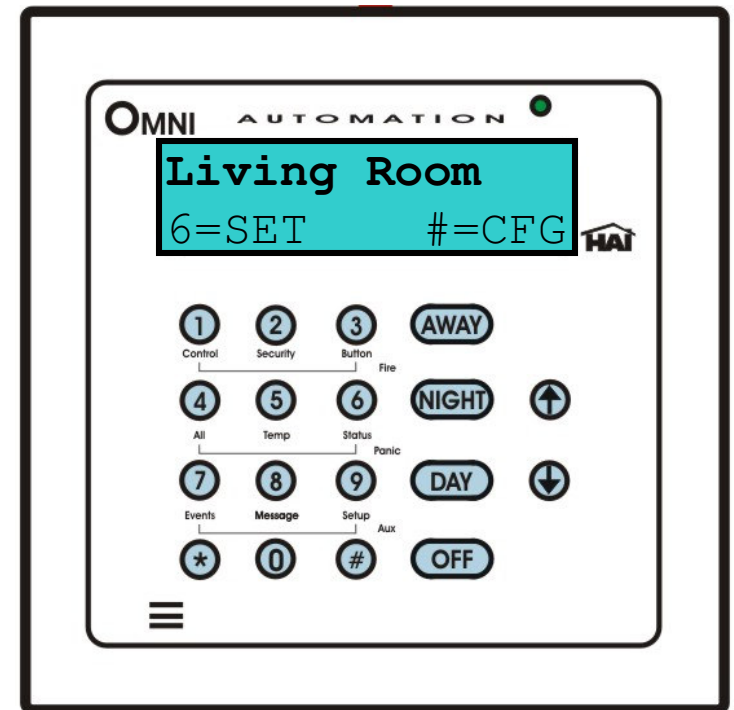 OMNI AUTOMATION
Living Room
6=SET #=CFG
HAI
1 2 3 AWAY
Control Security Button
Fire
4 5 6 NIGHT
All Temp Status
Panic
7 8 9 DAY
Events Message Setup
Aux
* 0 # OFF